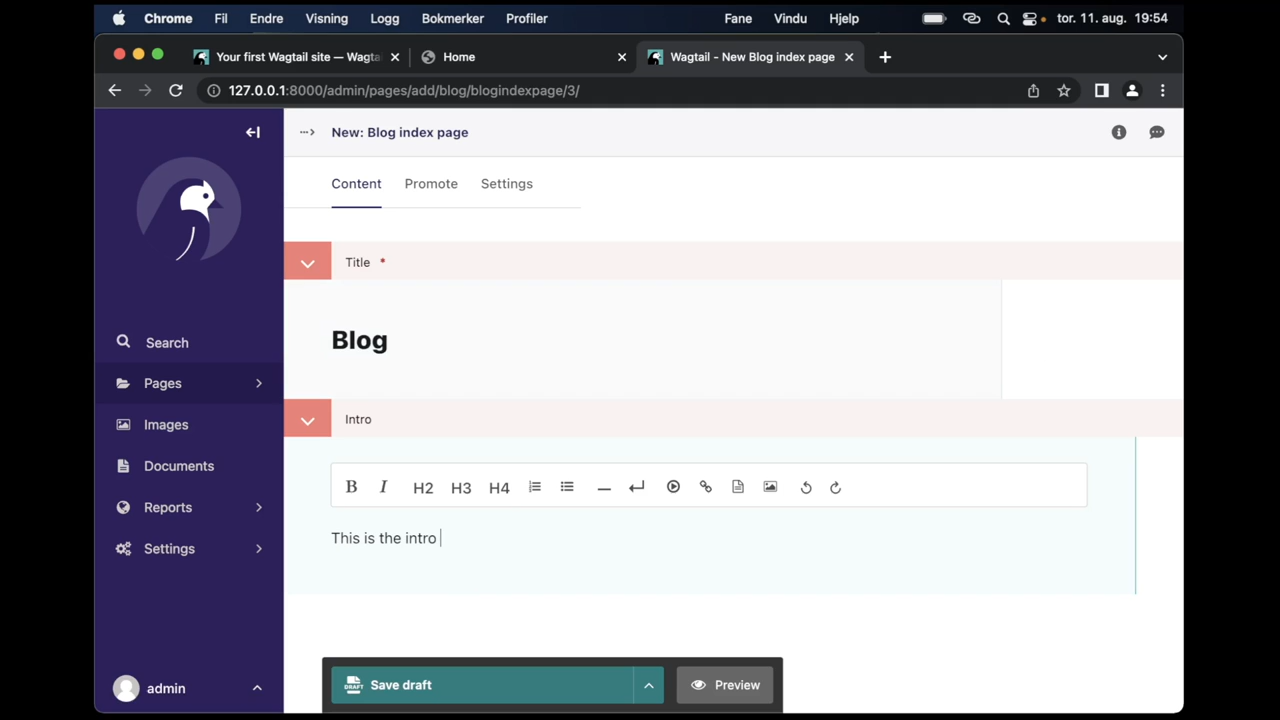 Chrome Fil Endre Visning Logg Bokmerker Profiler Fane Vindu Hjelp tor. 11. aug. 19:54
Your first Wagtail site — Wagta Home Wagtail - New Blog index page
127.0.0.1:8000/admin/pages/add/blog/blogindexpage/3/
New: Blog index page
Content Promote Settings
Title *
Blog
Search
Pages
Images
Documents
Reports
Settings
Intro
B I H2 H3 H4
This is the intro
admin
DRAFT Save draft Preview